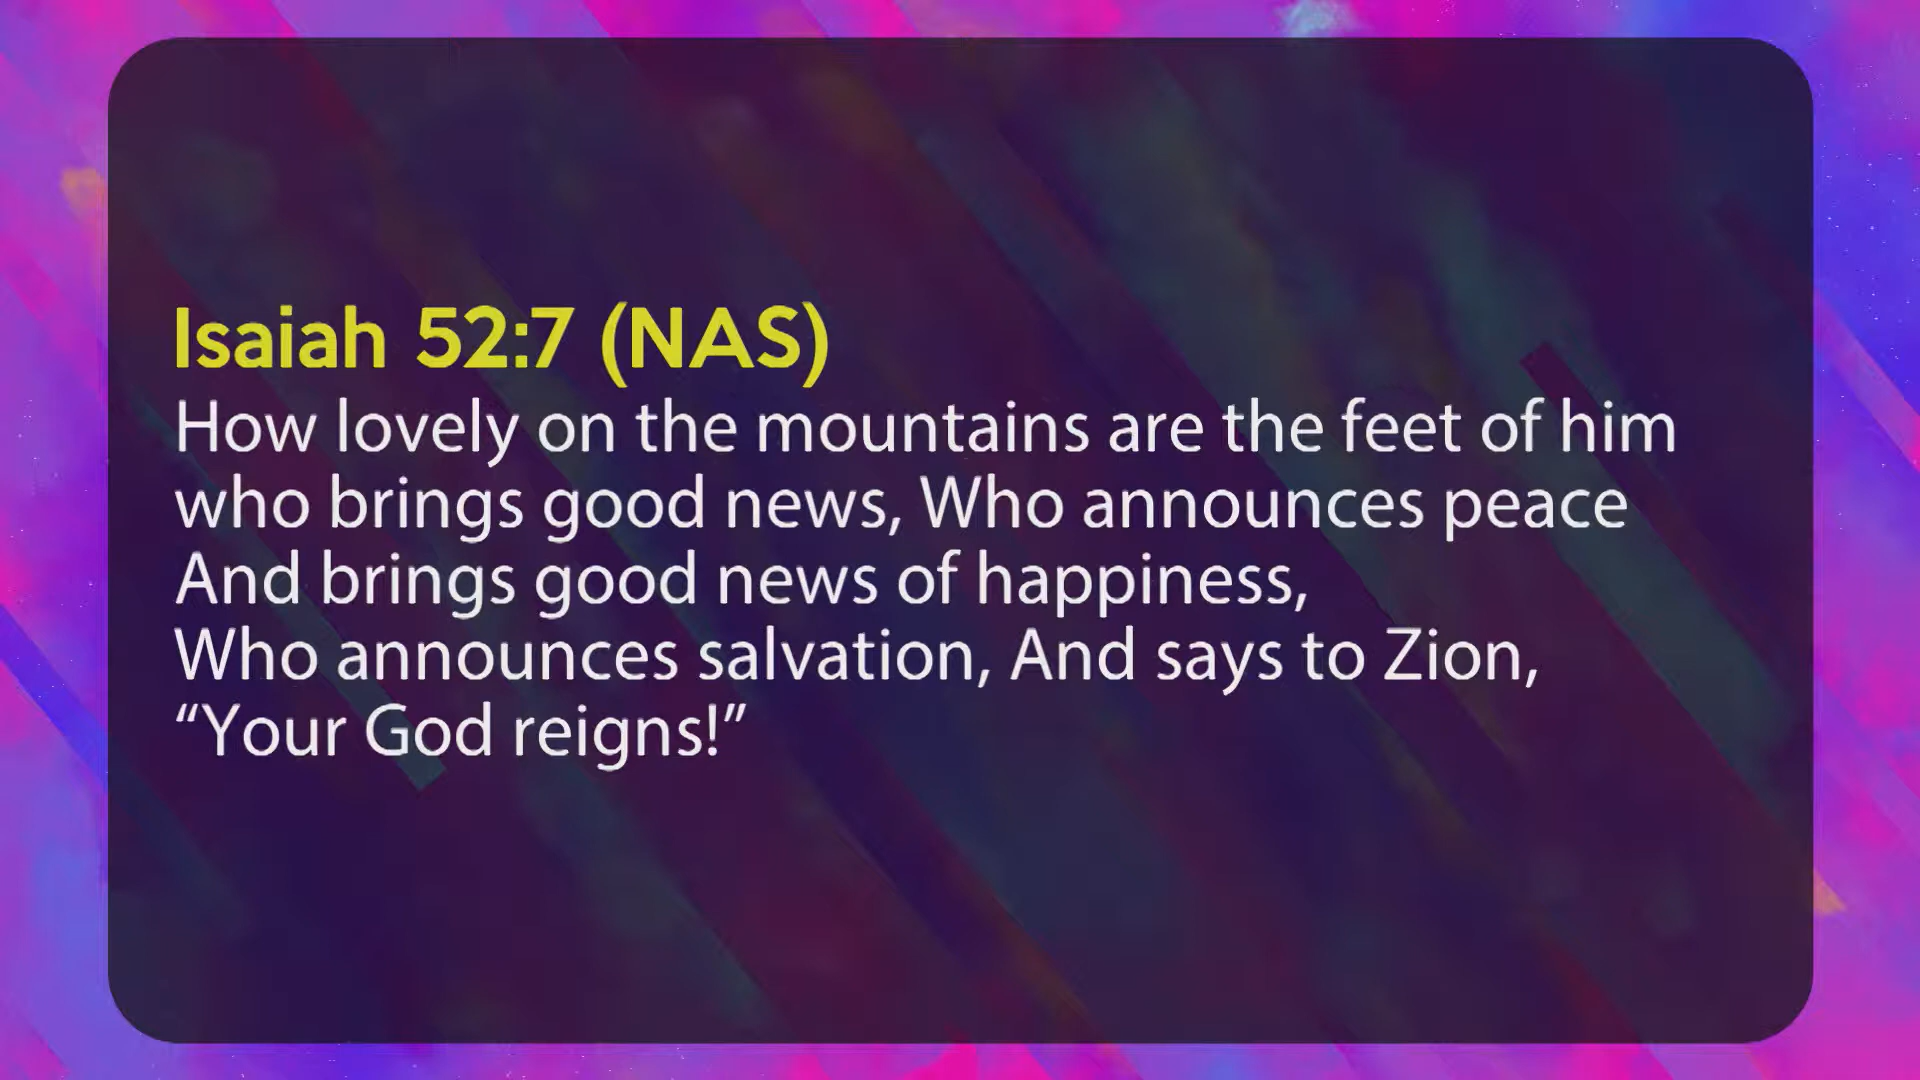 Isaiah 52:7 (NAS)
How lovely on the mountains are the feet of him
who brings good news, Who announces peace
And brings good news of happiness,
Who announces salvation, And says to Zion,
“Your God reigns!”